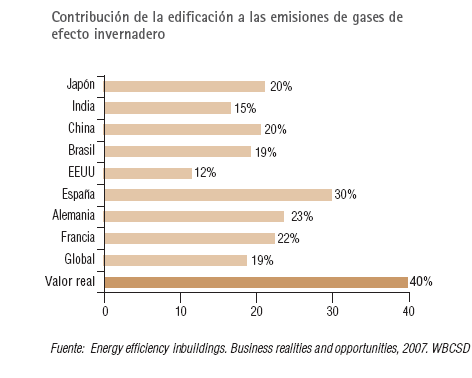 Contribución de la edificación a las emisiones de gases de
efecto invernadero
Japón 20%
India 15%
China 20%
Brasil 19%
EEUU 12%
España 30%
Alemania 23%
Francia 22%
Global 19%
Valor real 40%
0 10 20 30 40
Fuente: Energy efficiency inbuildings. Business realities and opportunities, 2007. WBCSD